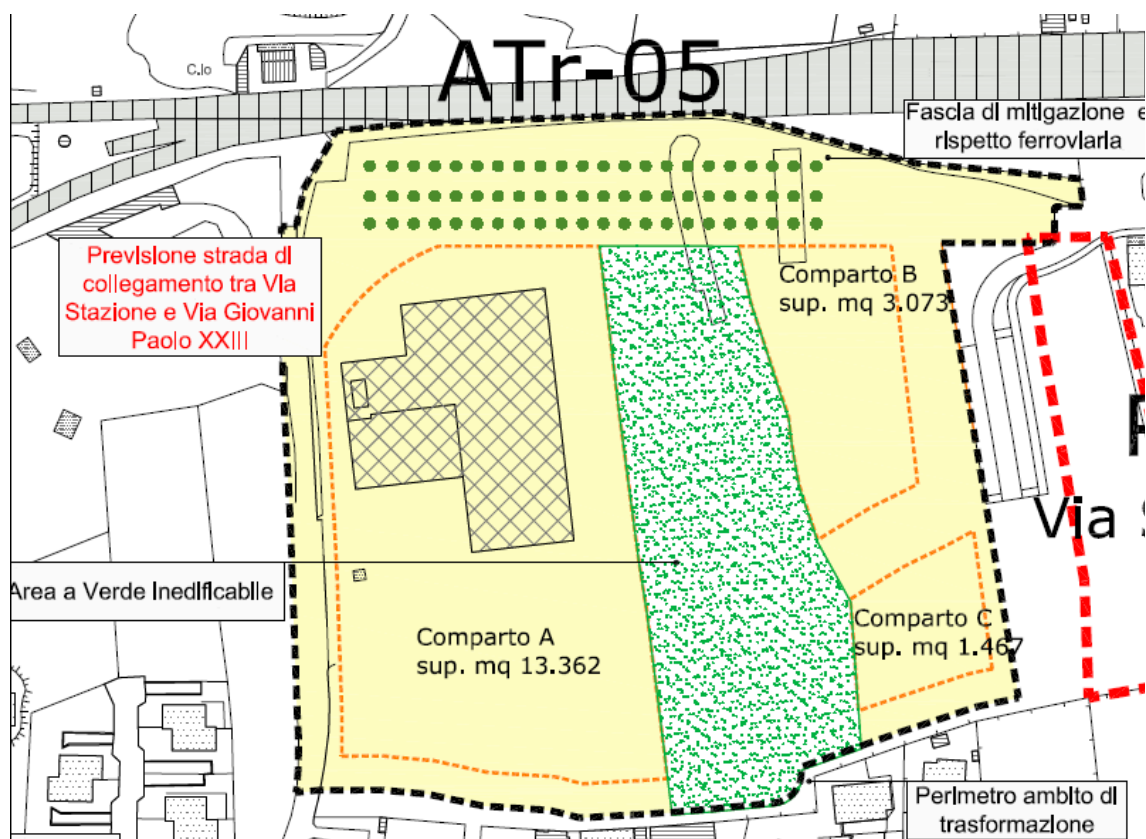 ATr-05
C.lo
Fascia di mitigazione e
rispetto ferroviaria
Previsione strada di
collegamento tra Via
Stazione e Via Giovanni
Paolo XXIII
Comparto B
sup. mq 3.073
Via S
Area a Verde Inedificabile
Comparto A
sup. mq 13.362
Comparto C
sup. mq 1.467
Perimetro ambito di
trasformazione